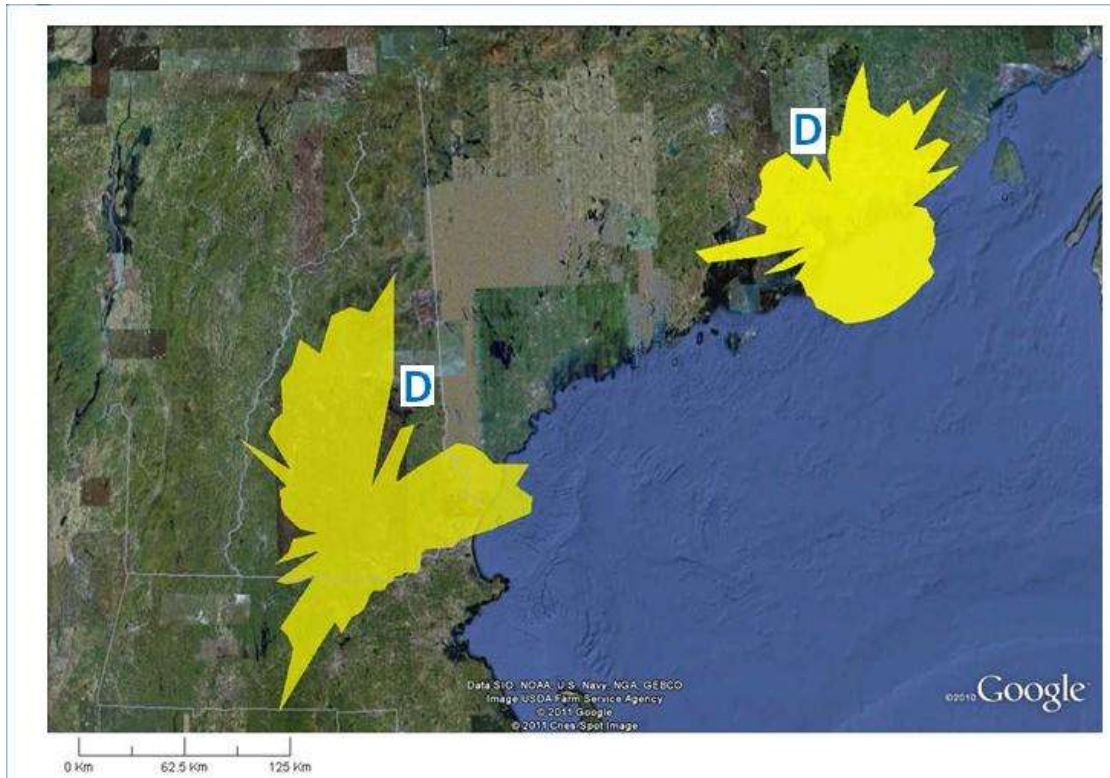 D
D
Data SIO, NOAA, U.S. Navy, NGA, GEBCO
Image USDA Farm Service Agency
© 2011 Google
© 2011 Cnes/Spot Image
©2010 Google
0 Km 62.5 Km 125 Km